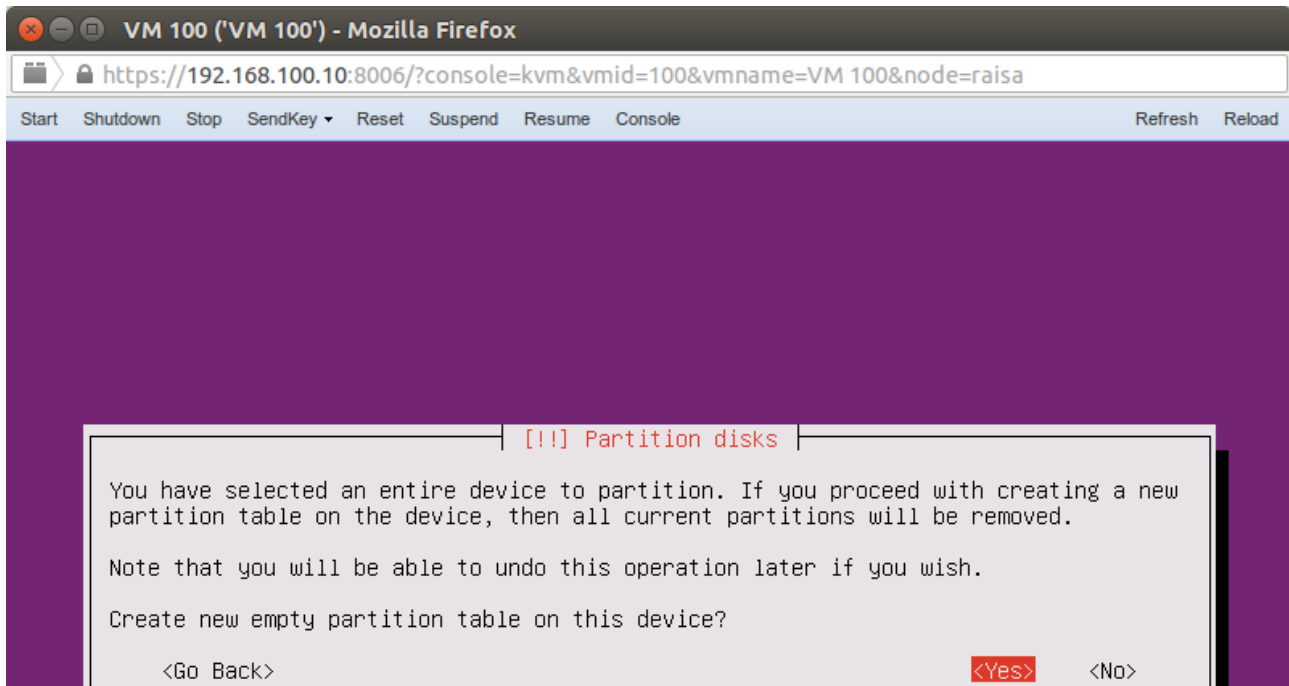 VM 100 ('VM 100') - Mozilla Firefox
https://192.168.100.10:8006/?console=kvm&vmid=100&vmname=VM 100&node=raisa
Start Shutdown Stop SendKey Reset Suspend Resume Console Refresh Reload
[!!] Partition disks
You have selected an entire device to partition. If you proceed with creating a new
partition table on the device, then all current partitions will be removed.
Note that you will be able to undo this operation later if you wish.
Create new empty partition table on this device?
<Go Back> <Yes> <No>